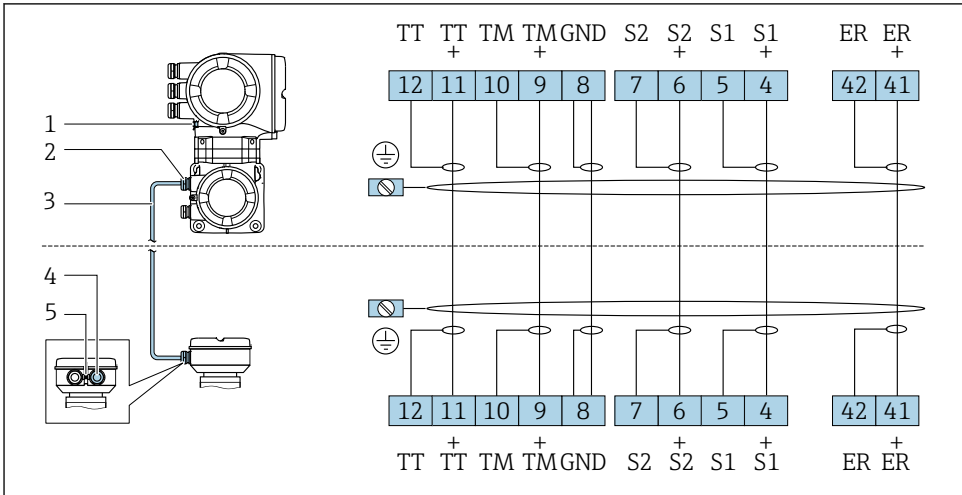 TT TT TM TM GND S2 S2 S1 S1 ER ER
+ + + + +
12 11 10 9 8 7 6 5 4 42 41
1
2
3
4
5
12 11 10 9 8 7 6 5 4 42 41
+ + + + +
TT TT TM TM GND S2 S2 S1 S1 ER ER